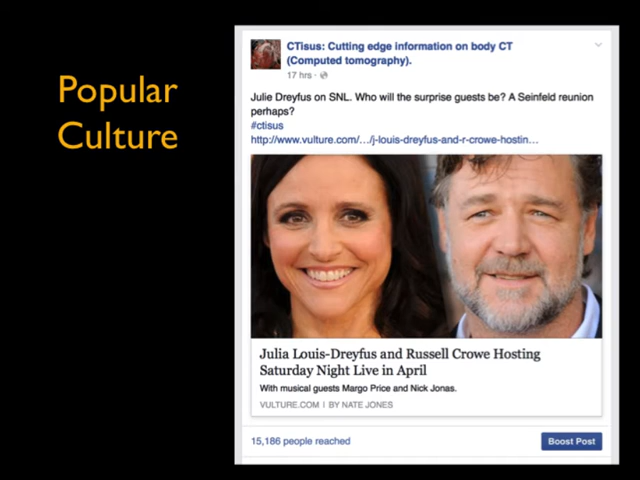 Popular
Culture
CTisus: Cutting edge information on body CT
(Computed tomography).
17 hrs ·
Julie Dreyfus on SNL. Who will the surprise guests be? A Seinfeld reunion
perhaps?
#ctisus
http://www.vulture.com/.../j-louis-dreyfus-and-r-crowe-hostin...
Julia Louis-Dreyfus and Russell Crowe Hosting
Saturday Night Live in April
With musical guests Margo Price and Nick Jonas.
VULTURE.COM | BY NATE JONES
15,186 people reached
Boost Post